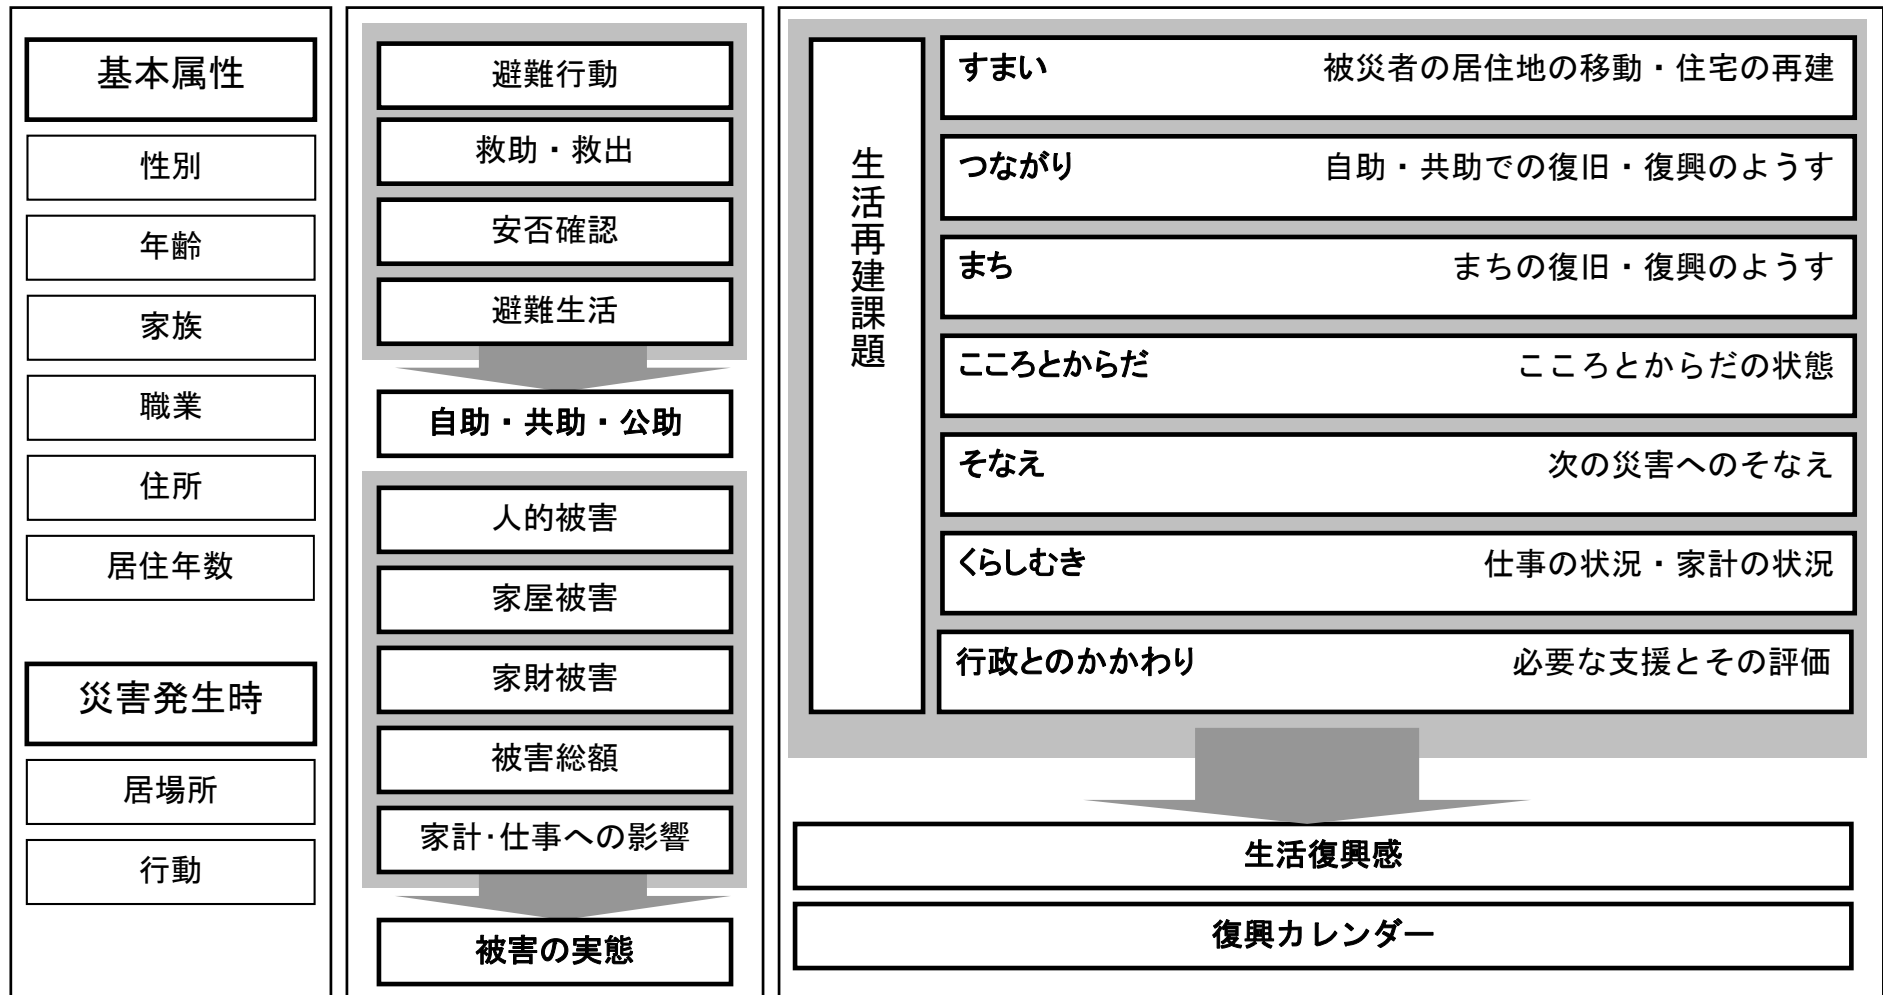 基本属性
性別
年齢
家族
職業
住所
居住年数
災害発生時
居場所
行動
避難行動
救助・救出
安否確認
避難生活
自助・共助・公助
人的被害
家屋被害
家財被害
被害総額
家計・仕事への影響
被害の実態
生活再建課題
すまい 被災者の居住地の移動・住宅の再建
つながり 自助・共助での復旧・復興のようす
まち まちの復旧・復興のようす
こころとからだ こころとからだの状態
そなえ 次の災害へのそなえ
くらしむき 仕事の状況・家計の状況
行政とのかかわり 必要な支援とその評価
生活復興感
復興カレンダー